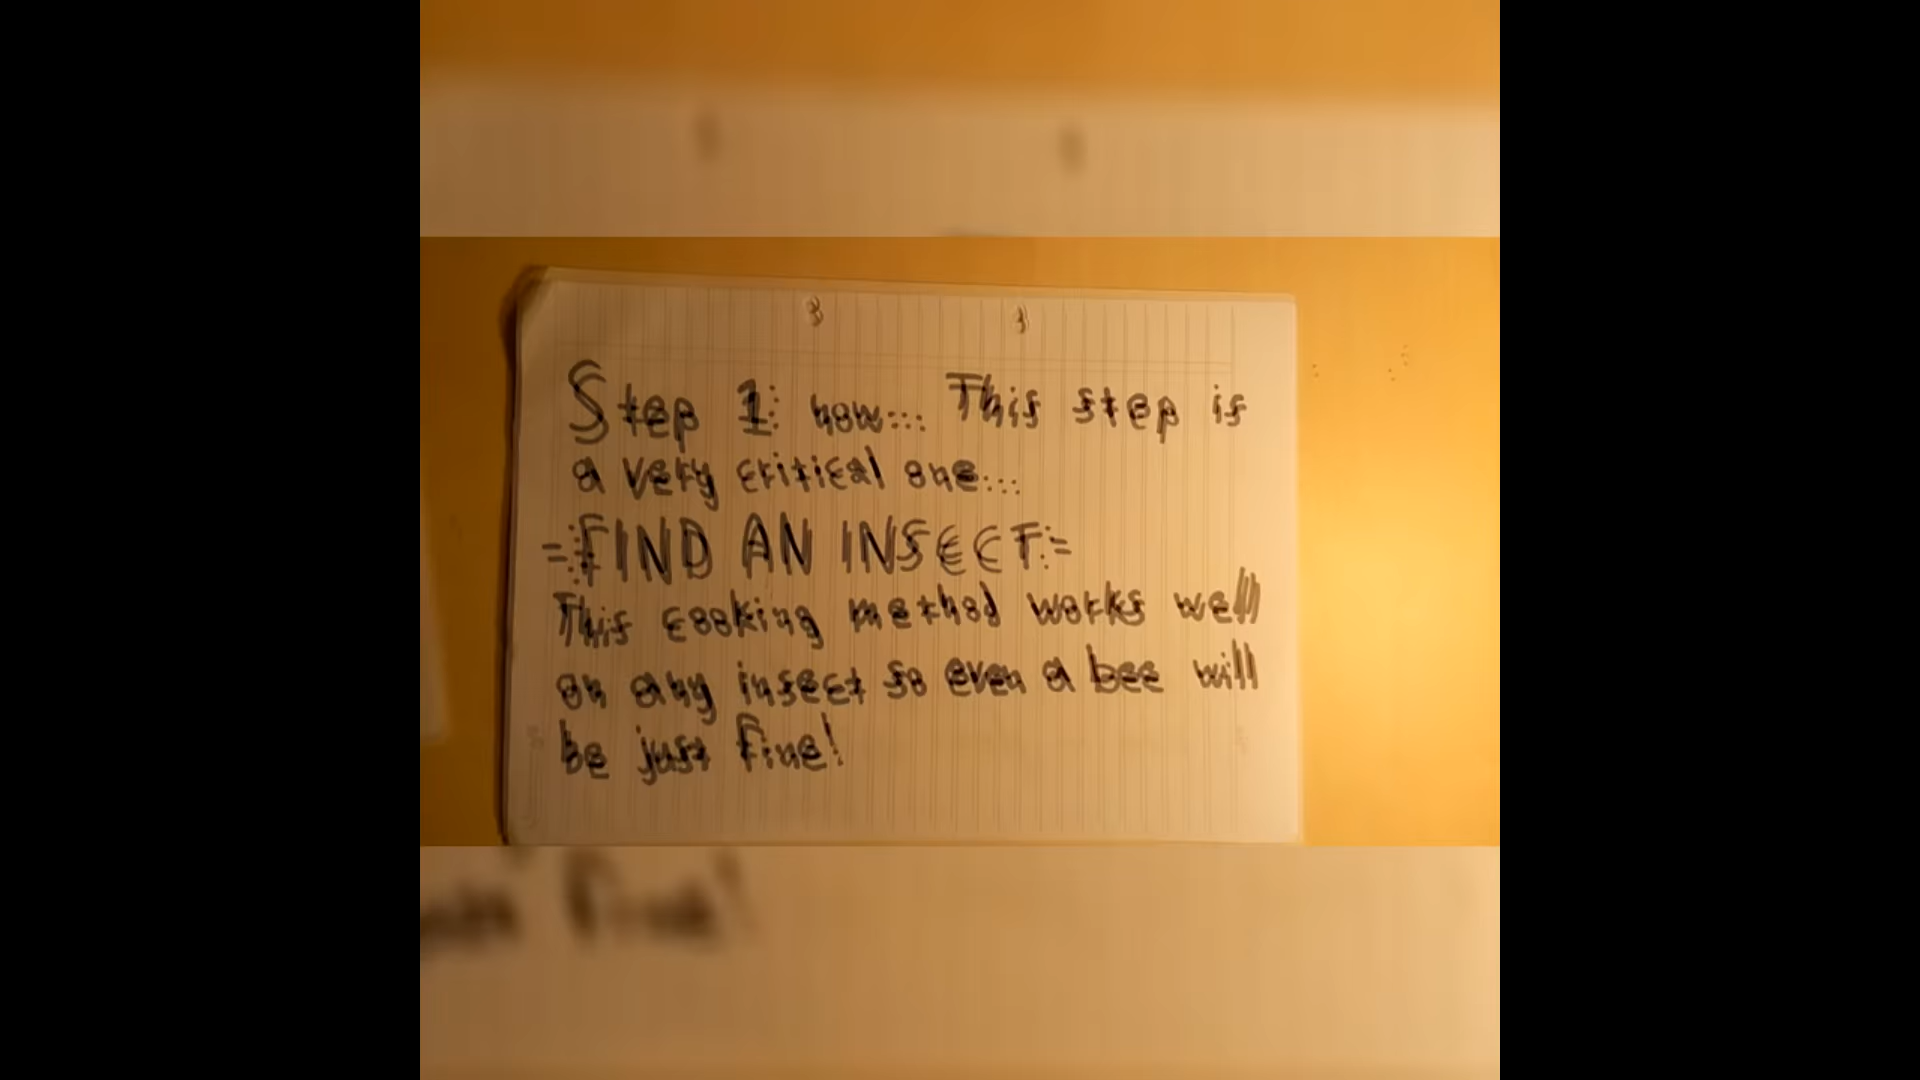 Step 1: now... This step is
a very critical one...
=FIND AN INSECT=
This cooking method works well
on any insect so even a bee will
be just fine!